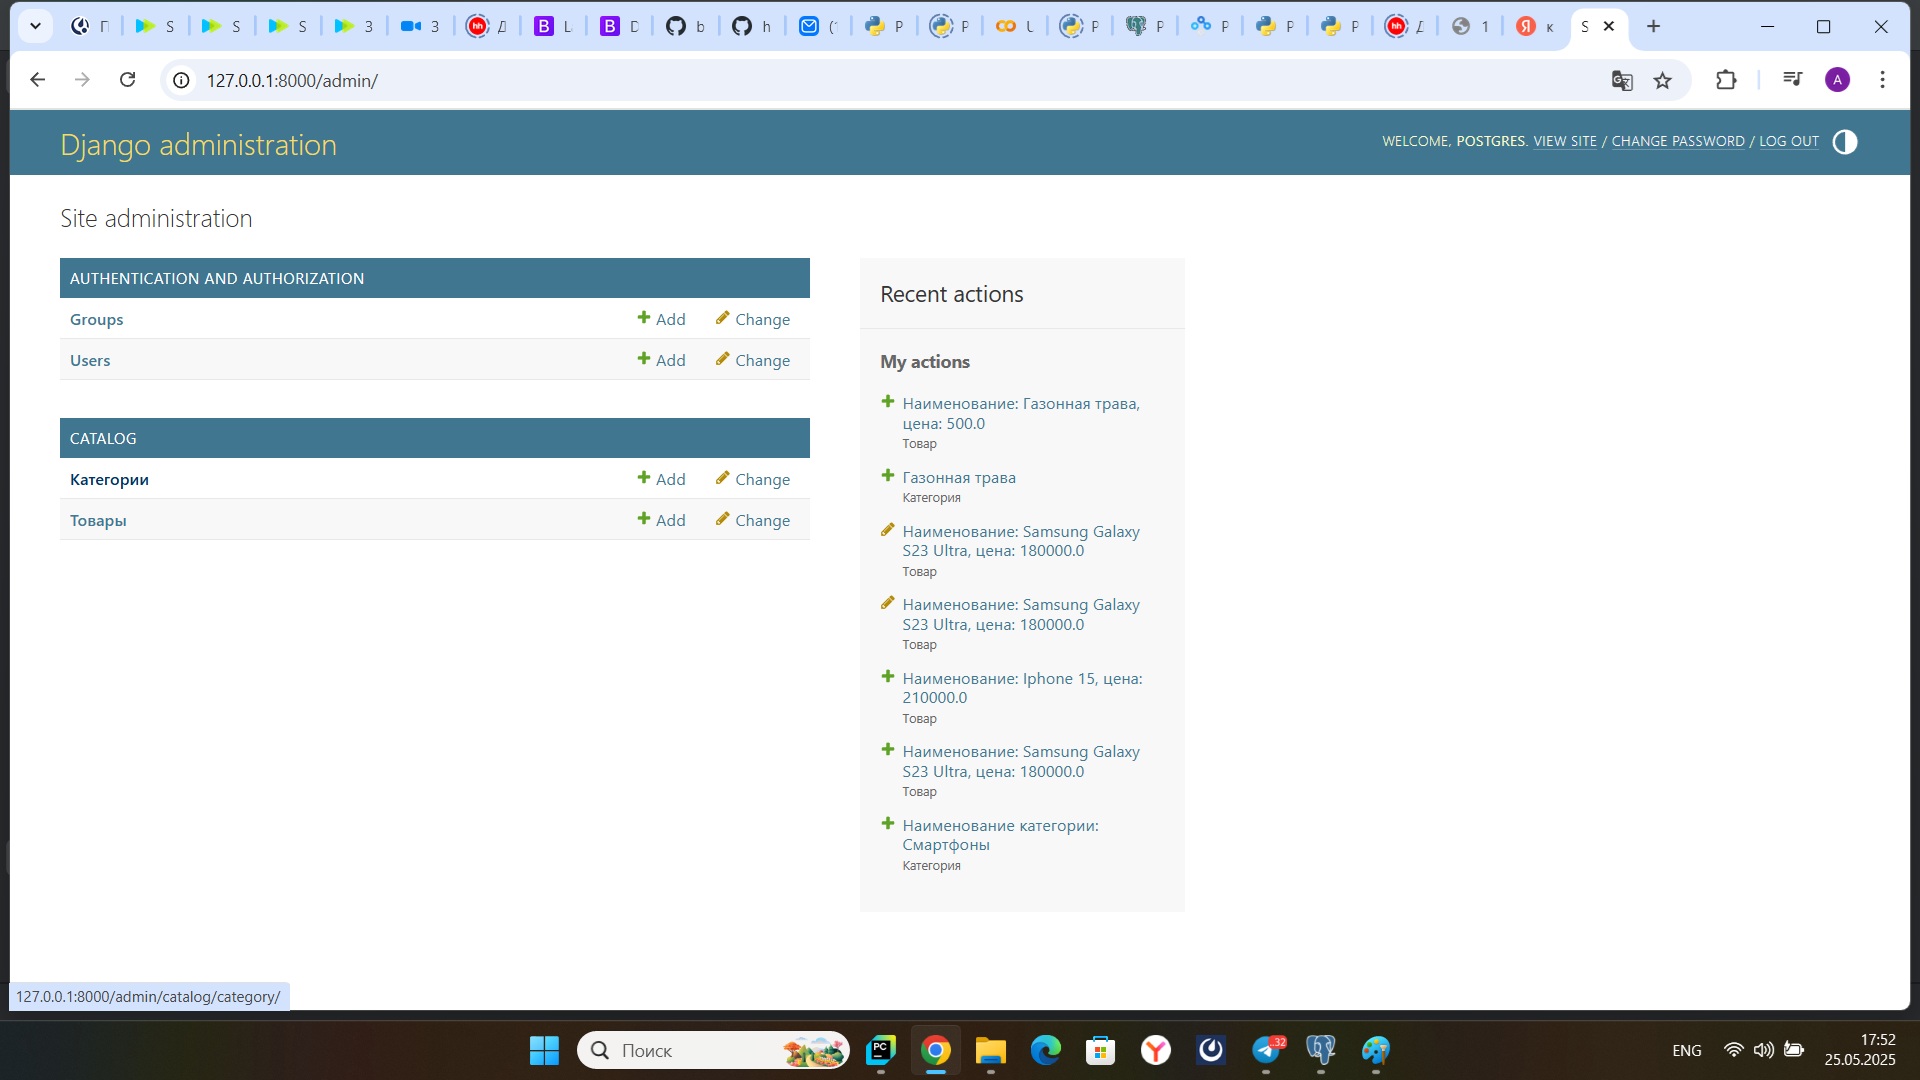 П
S
S
S
З
З
Д
L
D
b
h
(1
P
P
U
P
P
P
P
P
Д
1
к
S
127.0.0.1:8000/admin/
A
Django administration
WELCOME, POSTGRES. VIEW SITE / CHANGE PASSWORD / LOG OUT
Site administration
AUTHENTICATION AND AUTHORIZATION
Groups Add Change
Users Add Change
CATALOG
Категории Add Change
Товары Add Change
Recent actions
My actions
Наименование: Газонная трава,
цена: 500.0
Товар
Газонная трава
Категория
Наименование: Samsung Galaxy
S23 Ultra, цена: 180000.0
Товар
Наименование: Samsung Galaxy
S23 Ultra, цена: 180000.0
Товар
Наименование: Iphone 15, цена:
210000.0
Товар
Наименование: Samsung Galaxy
S23 Ultra, цена: 180000.0
Товар
Наименование категории:
Смартфоны
Категория
127.0.0.1:8000/admin/catalog/category/
Поиск
PC
32
ENG
17:52
25.05.2025